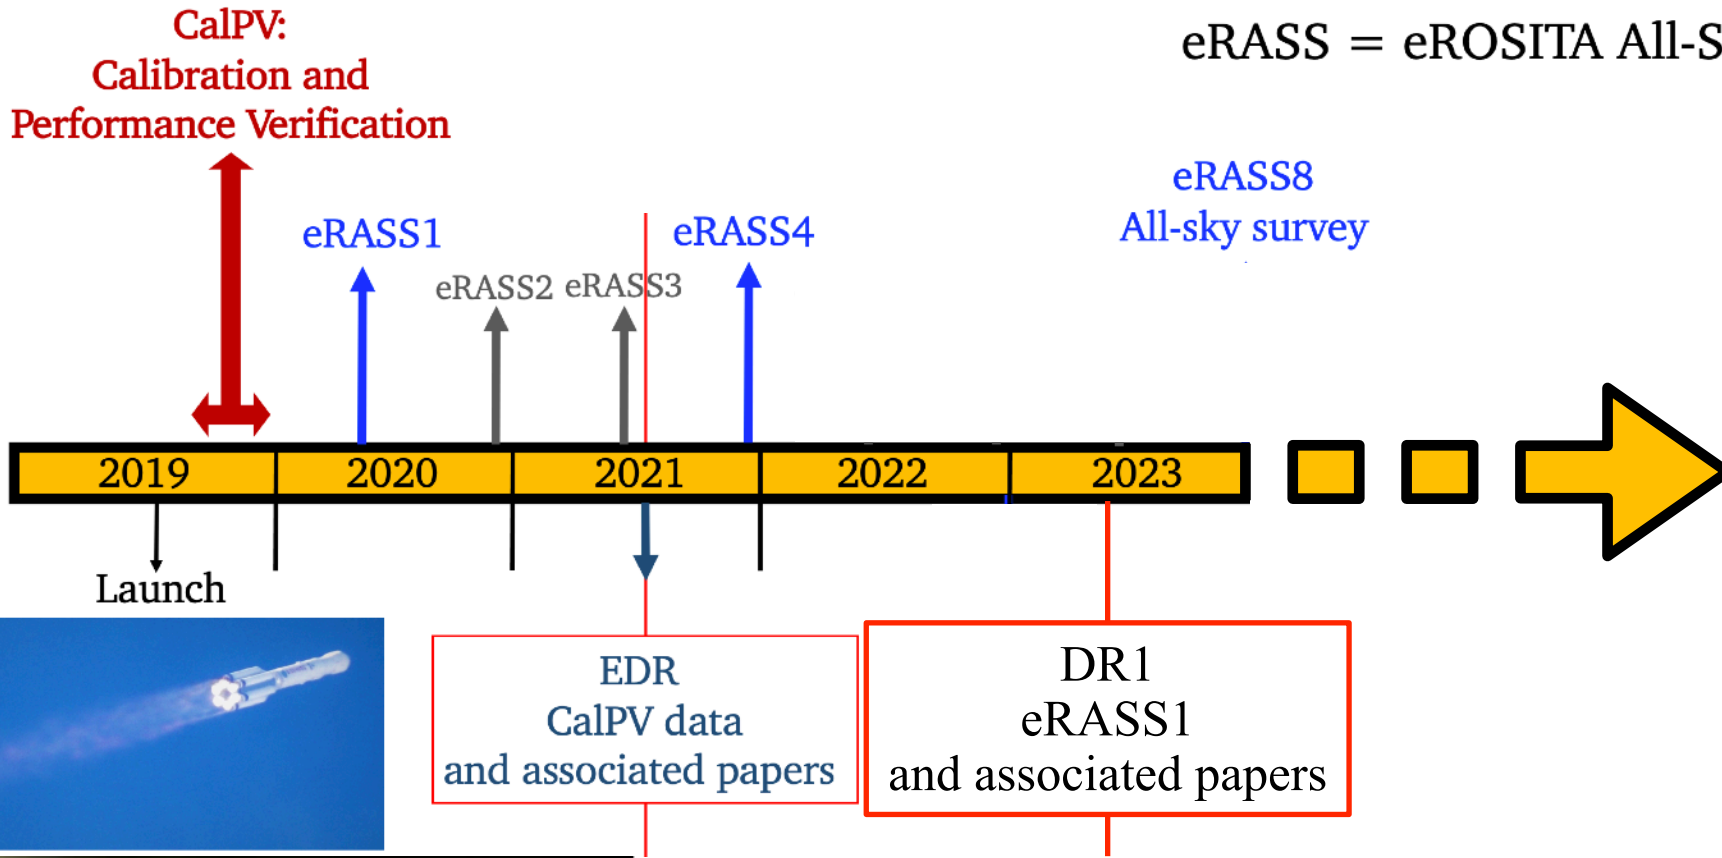 CalPV:
Calibration and
Performance Verification
eRASS = eROSITA All-S
eRASS8
All-sky survey
eRASS1
eRASS4
eRASS2 eRASS3
2019 2020 2021 2022 2023
Launch
EDR
CalPV data
and associated papers
DR1
eRASS1
and associated papers